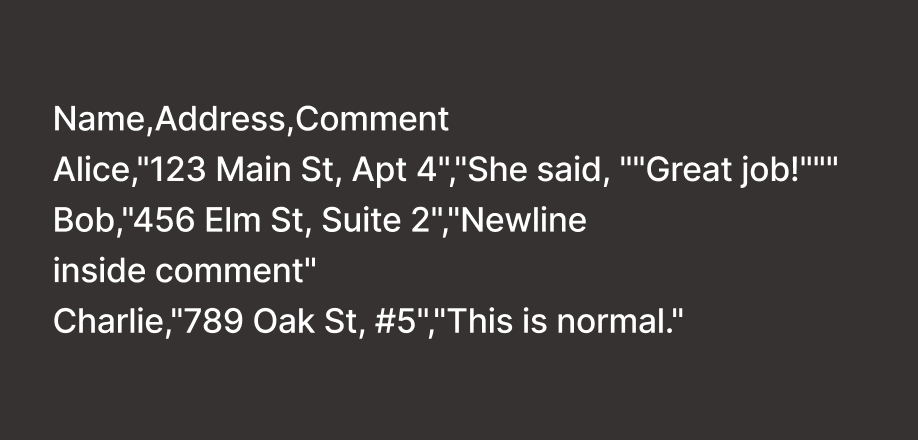 Name,Address,Comment
Alice,"123 Main St, Apt 4","She said, ""Great job!"""
Bob,"456 Elm St, Suite 2","Newline
inside comment"
Charlie,"789 Oak St, #5","This is normal."